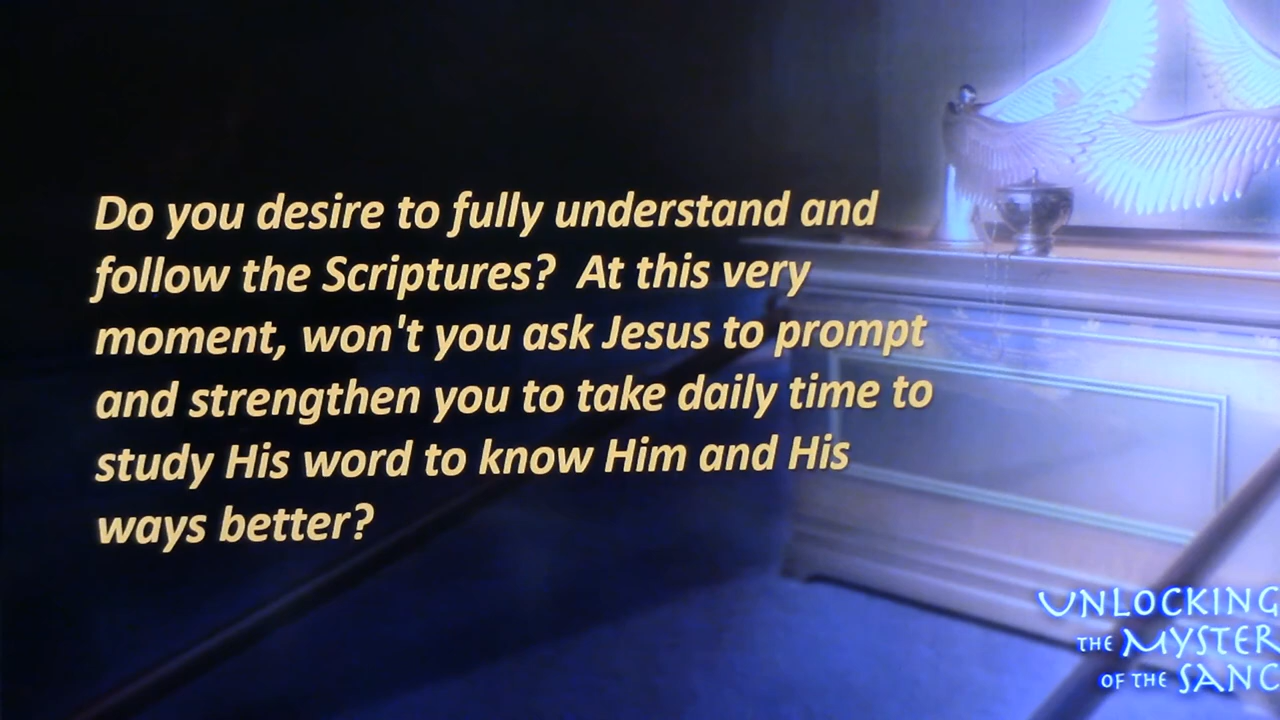 Do you desire to fully understand and
follow the Scriptures? At this very
moment, won't you ask Jesus to prompt
and strengthen you to take daily time to
study His word to know Him and His
ways better?
UNLOCKING
THE MYSTER
OF THE SANC